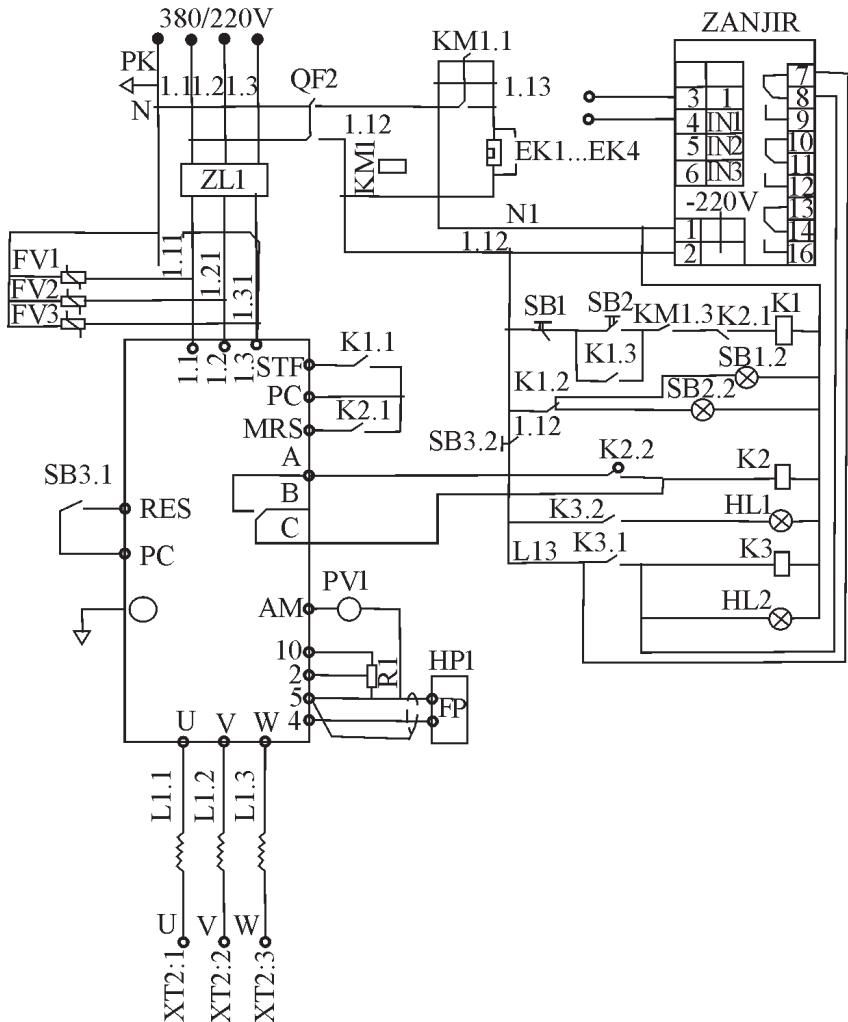 380/220V
ZANJIR
PK
1.1
1.2
1.3
QF2
KM1.1
1.13
N
1.12
KM1
EK1...EK4
3 1
4 IN1
5 IN2
6 IN3
-220V
1
2
7
8
9
10
11
12
13
14
16
ZL1
N1
1.12
1.11
1.21
1.31
FV1
FV2
FV3
SB1
SB2
KM1.3
K2.1
K1
K1.3
SB1.2
K1.2
SB2.2
1.12
SB3.2
1.1
1.2
1.3
STF
K1.1
PC
MRS
K2.1
A
B
C
K2.2
K2
SB3.1
RES
PC
K3.2
HL1
L13
K3.1
K3
HL2
AM
PV1
10
2
5
4
R1
HP1
FP
U V W
L1.1
L1.2
L1.3
U V W
XT2:1
XT2:2
XT2:3